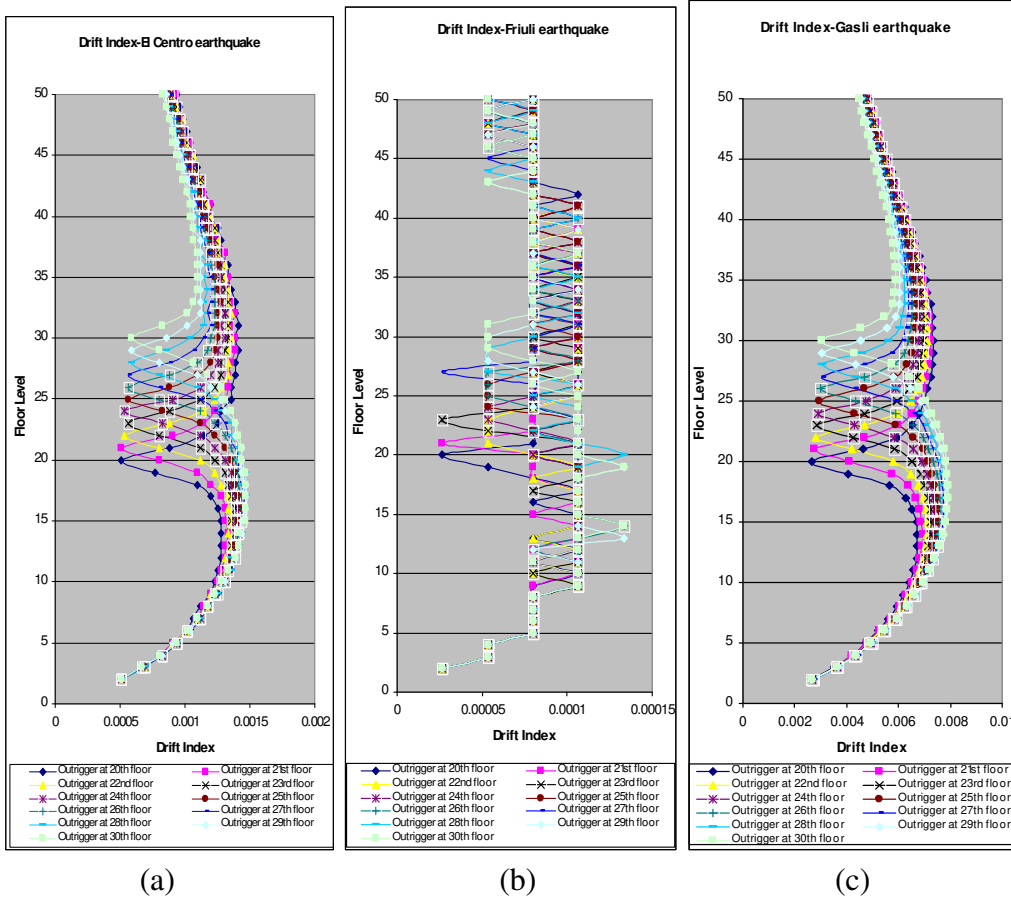 Drift Index-El Centro earthquake
50
45
40
35
30
25
20
15
10
5
0
Floor Level
0 0.0005 0.001 0.0015 0.002
Drift Index
Outrigger at 20th floor Outrigger at 21st floor
Outrigger at 22nd floor Outrigger at 23rd floor
Outrigger at 24th floor Outrigger at 25th floor
Outrigger at 26th floor Outrigger at 27th floor
Outrigger at 28th floor Outrigger at 29th floor
Outrigger at 30th floor
(a)
Drift Index-Friuli earthquake
50
45
40
35
30
25
20
15
10
5
0
Floor Level
0 0.00005 0.0001 0.00015
Drift Index
Outrigger at 20th floor Outrigger at 21st floor
Outrigger at 22nd floor Outrigger at 23rd floor
Outrigger at 24th floor Outrigger at 25th floor
Outrigger at 26th floor Outrigger at 27th floor
Outrigger at 28th floor Outrigger at 29th floor
Outrigger at 30th floor
(b)
Drift Index-Gasli earthquake
50
45
40
35
30
25
20
15
10
5
0
Floor Level
0 0.002 0.004 0.006 0.008 0.01
Drift Index
Outrigger at 20th floor Outrigger at 21st floor
Outrigger at 22nd floor Outrigger at 23rd floor
Outrigger at 24th floor Outrigger at 25th floor
Outrigger at 26th floor Outrigger at 27th floor
Outrigger at 28th floor Outrigger at 29th floor
Outrigger at 30th floor
(c)